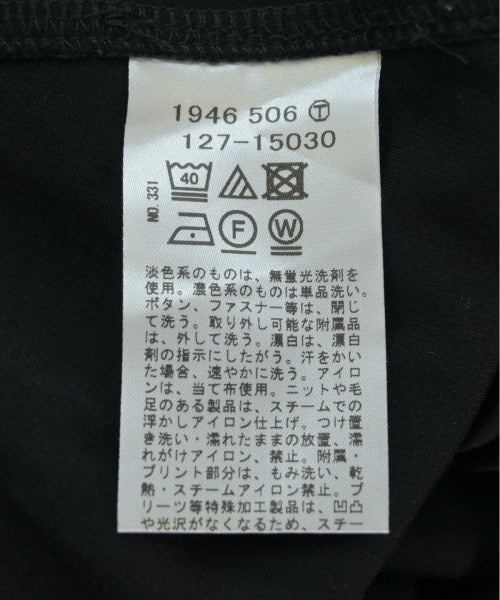 1946 506 Ⓣ
127-15030
NO.331
40
F W
淡色系のものは、無蛍光洗剤を
使用。濃色系のものは単品洗い。
ボタン、ファスナー等は、閉じ
て洗う。取り外し可能な附属品
は、外して洗う。漂白は、漂白
剤の指示にしたがう。汗をかい
た場合、速やかに洗う。アイロ
ンは、当て布使用。ニットや毛
足のある製品は、スチームでの
浮かしアイロン仕上げ。つけ置
き洗い・濡れたままの放置、濡
れがけアイロン、禁止。附属・
プリント部分は、もみ洗い、乾
熱・スチームアイロン禁止。プ
リーツ等特殊加工製品は、凹凸
や光沢がなくなるため、スチー